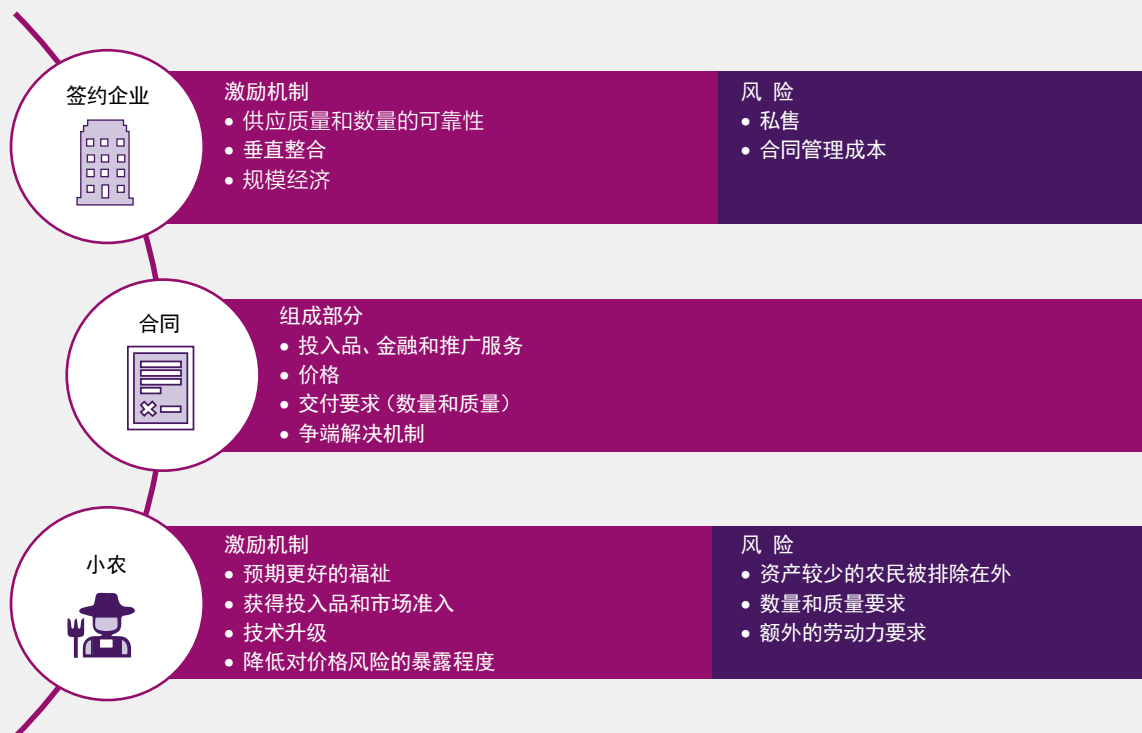 签约企业
激励机制
• 供应质量和数量的可靠性
• 垂直整合
• 规模经济
风 险
• 私售
• 合同管理成本
合同
组成部分
• 投入品、金融和推广服务
• 价格
• 交付要求（数量和质量）
• 争端解决机制
小农
激励机制
• 预期更好的福祉
• 获得投入品和市场准入
• 技术升级
• 降低对价格风险的暴露程度
风 险
• 资产较少的农民被排除在外
• 数量和质量要求
• 额外的劳动力要求